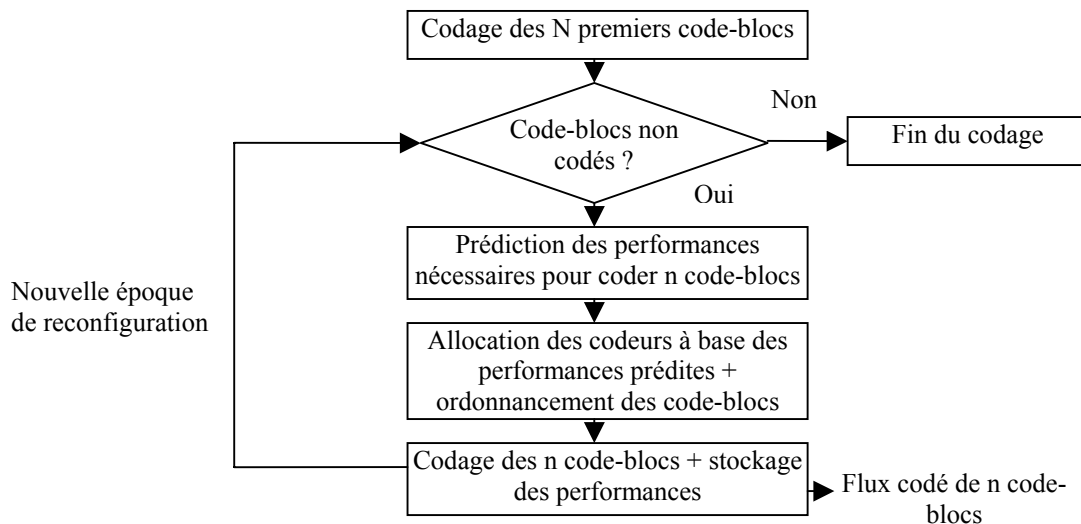 Codage des N premiers code-blocs
Non
Code-blocs non
codés ?
Fin du codage
Oui
Prédiction des performances
nécessaires pour coder n code-blocs
Nouvelle époque
de reconfiguration
Allocation des codeurs à base des
performances prédites +
ordonnancement des code-blocs
Codage des n code-blocs + stockage
des performances
Flux codé de n code-
blocs